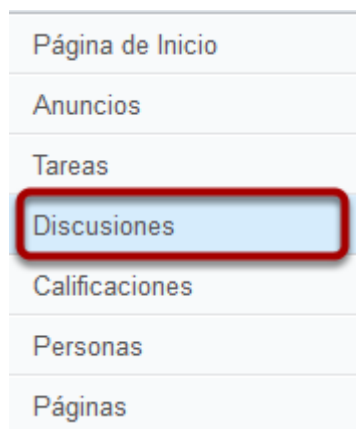 Página de Inicio
Anuncios
Tareas
Discusiones
Calificaciones
Personas
Páginas